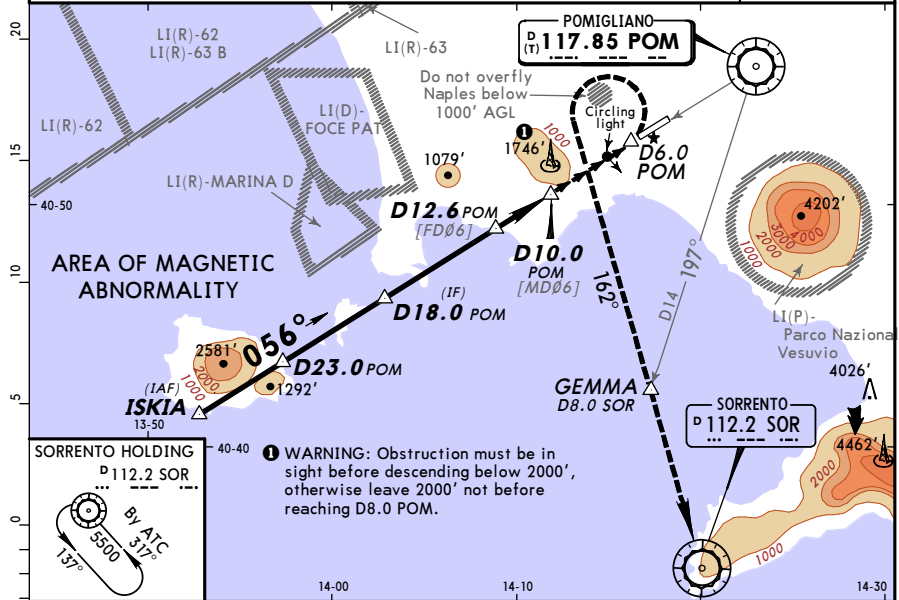 20
LI(R)-62
LI(R)-63 B
LI(R)-63
POMIGLIANO
D
(T) 117.85 POM
Do not overfly
Naples below
1000' AGL
Circling
light
LI(R)-62
LI(D)-
FOCE PAT
1
1746'
1000
15
1079'
D6.0
POM
LI(R)-MARINA D
40-50
D12.6 POM
[FD06]
4202'
1000
2000
3000
4000
D10.0
POM
[MD06]
AREA OF MAGNETIC
ABNORMALITY
10
(IF)
D18.0 POM
162°
D14 197°
LI(P)-
Parco Nazional
Vesuvio
056°
2581'
2000
1000
D23.0 POM
1292'
(IAF)
ISKIA
13-50
GEMMA
D8.0 SOR
4026'
5
SORRENTO
D 112.2 SOR
4462'
2000
1000
40-40
1 WARNING: Obstruction must be in
sight before descending below 2000',
otherwise leave 2000' not before
reaching D8.0 POM.
SORRENTO HOLDING
D 112.2 SOR
By ATC
5500
317°
137°
0
14-00
14-10
14-30